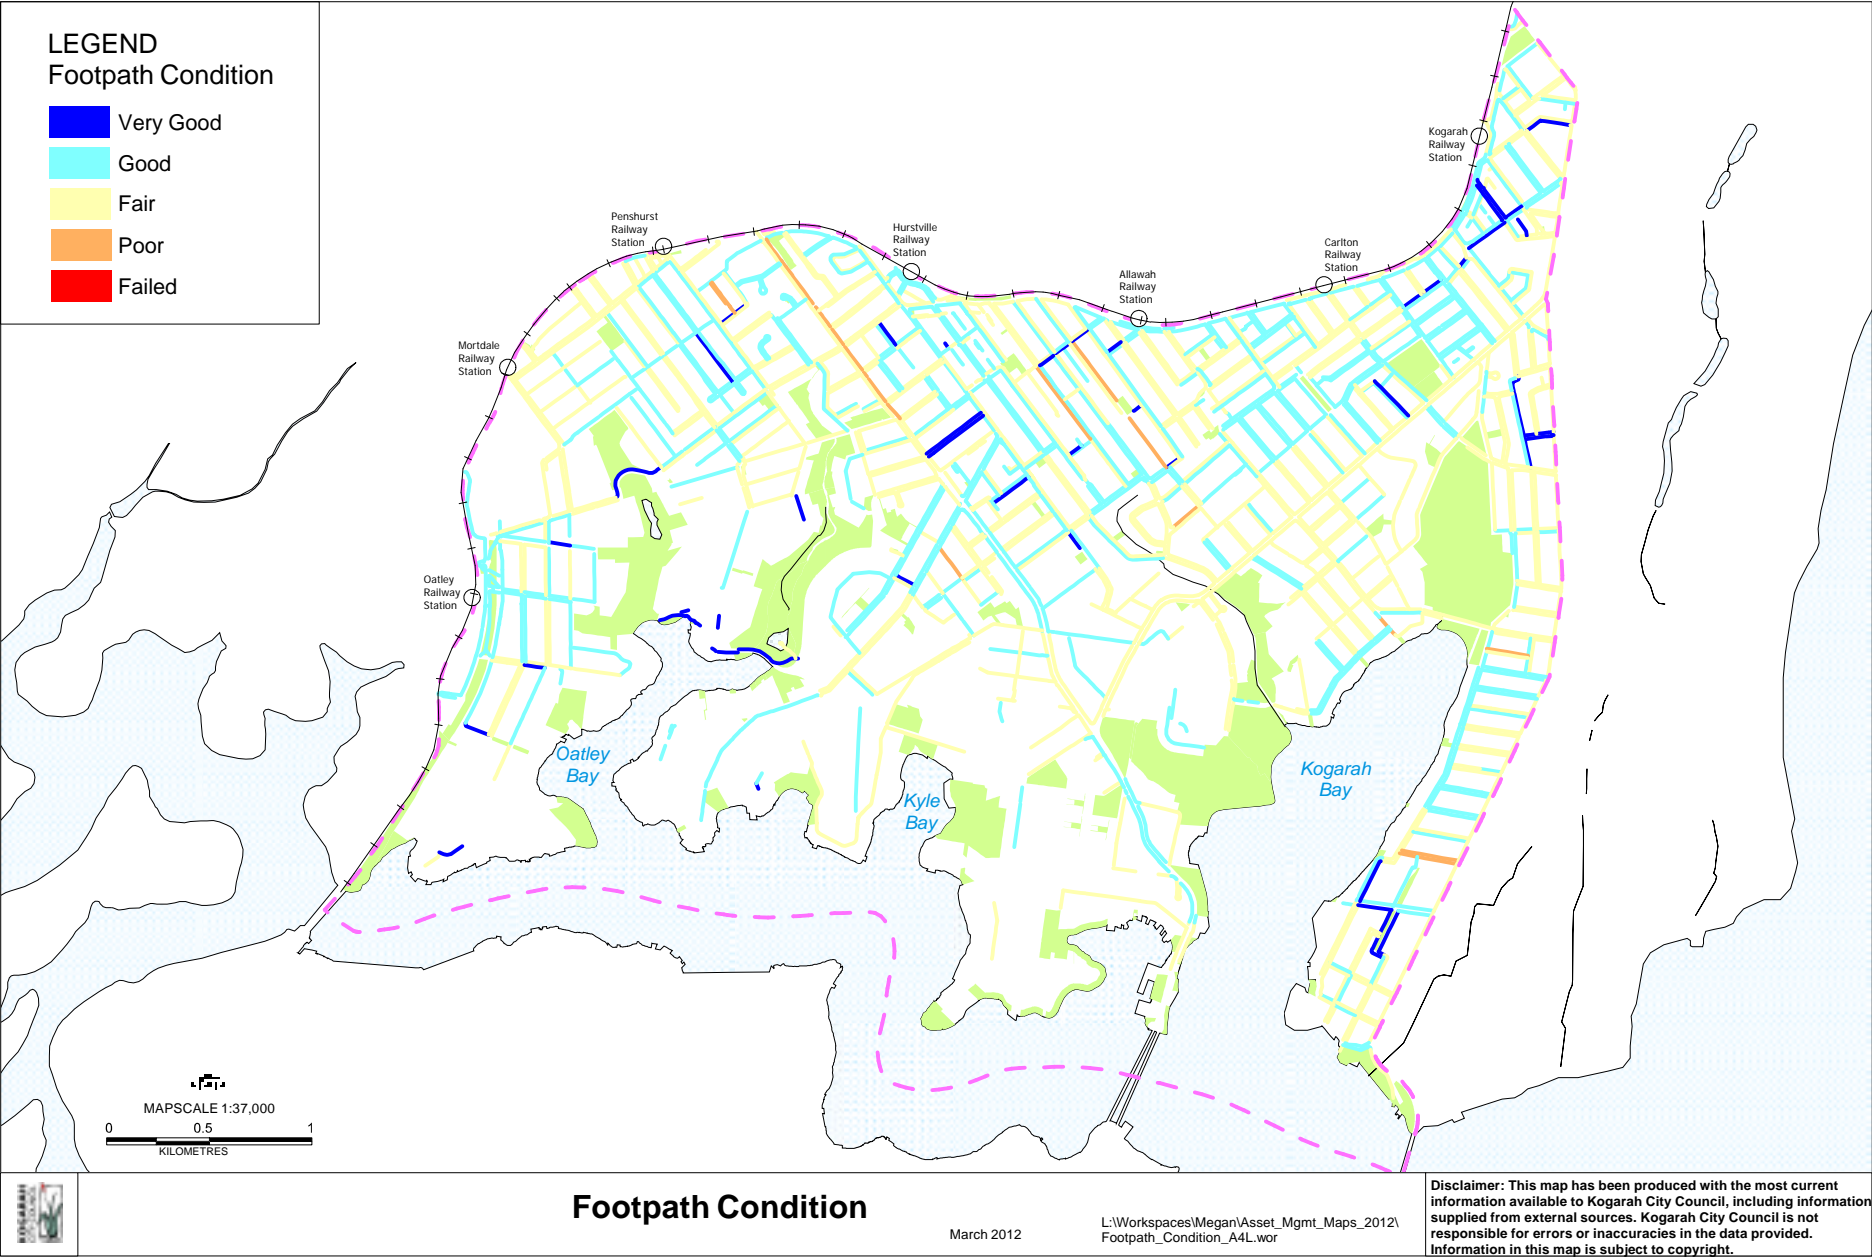 LEGEND
Footpath Condition
Very Good
Good
Fair
Poor
Failed
Kogarah
Railway
Station
Penshurst
Railway
Station
Hurstville
Railway
Station
Carlton
Railway
Station
Allawah
Railway
Station
Mortdale
Railway
Station
Oatley
Railway
Station
Oatley
Bay
Kyle
Bay
Kogarah
Bay
MAPSCALE 1:37,000
0 0.5 1
KILOMETRES
KOGARAH
Footpath Condition
March 2012
L:\Workspaces\Megan\Asset_Mgmt_Maps_2012\
Footpath_Condition_A4L.wor
Disclaimer: This map has been produced with the most current
information available to Kogarah City Council, including information
supplied from external sources. Kogarah City Council is not
responsible for errors or inaccuracies in the data provided.
Information in this map is subject to copyright.